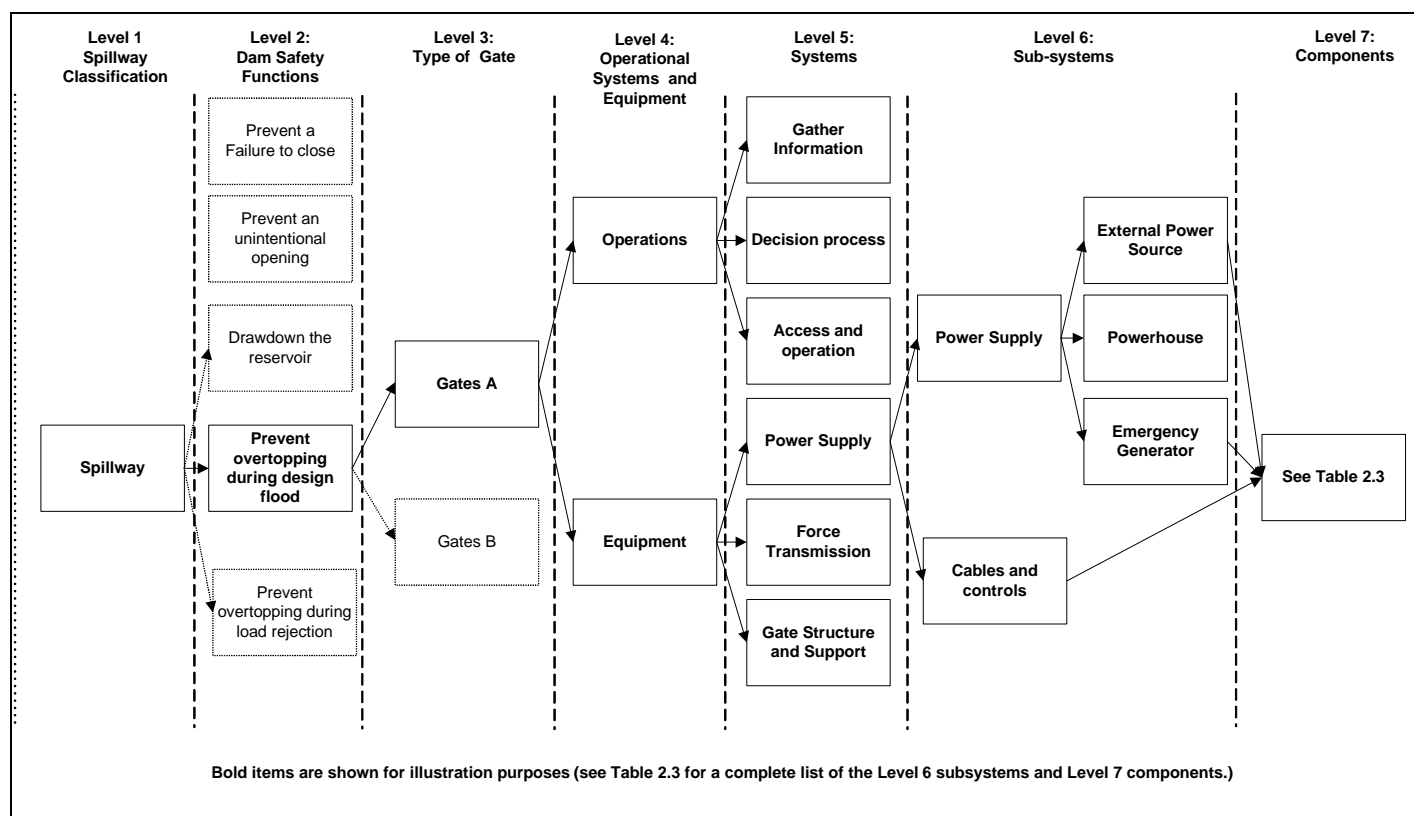 Level 1
Spillway
Classification
Level 2:
Dam Safety
Functions
Level 3:
Type of Gate
Level 4:
Operational
Systems and
Equipment
Level 5:
Systems
Level 6:
Sub-systems
Level 7:
Components
Prevent a
Failure to close
Prevent an
unintentional
opening
Drawdown the
reservoir
Spillway
Prevent
overtopping
during design
flood
Prevent
overtopping during
load rejection
Gates A
Gates B
Operations
Equipment
Gather
Information
Decision process
Access and
operation
Power Supply
Force
Transmission
Gate Structure
and Support
Power Supply
Cables and
controls
External Power
Source
Powerhouse
Emergency
Generator
See Table 2.3
Bold items are shown for illustration purposes (see Table 2.3 for a complete list of the Level 6 subsystems and Level 7 components.)